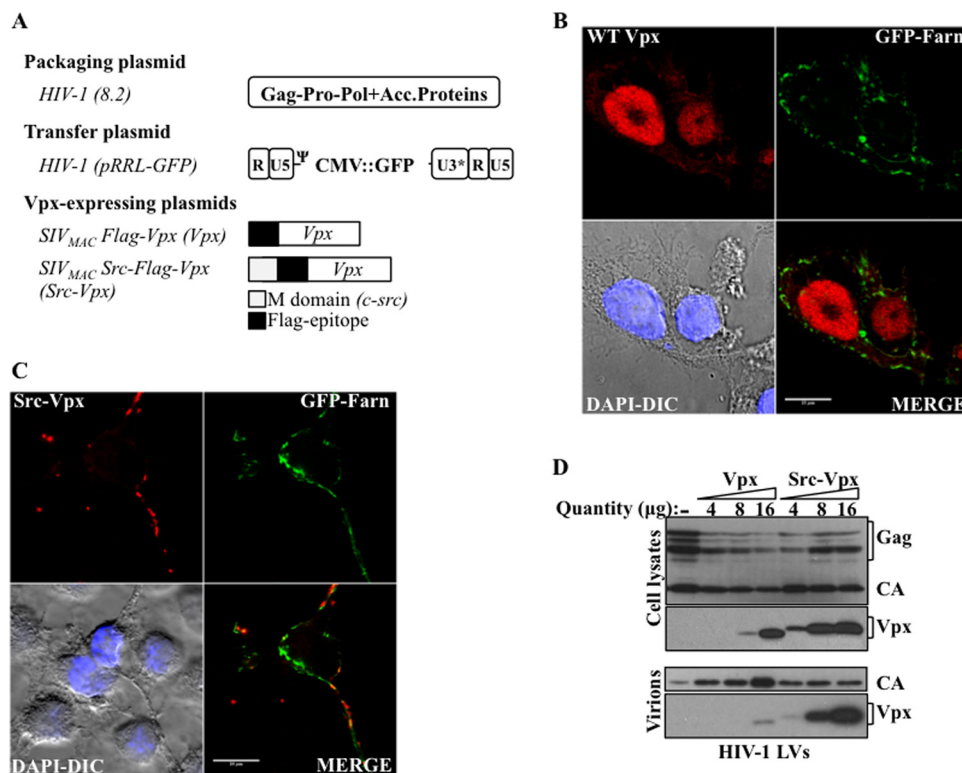 A
Packaging plasmid
HIV-1 (8.2)
Gag-Pro-Pol+Acc.Proteins
Transfer plasmid
HIV-1 (pRRL-GFP)
R U5 Ψ CMV::GFP U3* R U5
Vpx-expressing plasmids
SIVMAC Flag-Vpx (Vpx)
Vpx
SIVMAC Src-Flag-Vpx
(Src-Vpx)
Vpx
M domain (c-src)
Flag-epitope
B
WT Vpx
GFP-Farn
DAPI-DIC
MERGE
C
Src-Vpx
GFP-Farn
DAPI-DIC
MERGE
D
Vpx Src-Vpx
Quantity (µg):- 4 8 16 4 8 16
Cell lysates
Gag
CA
Vpx
Virions
CA
Vpx
HIV-1 LVs